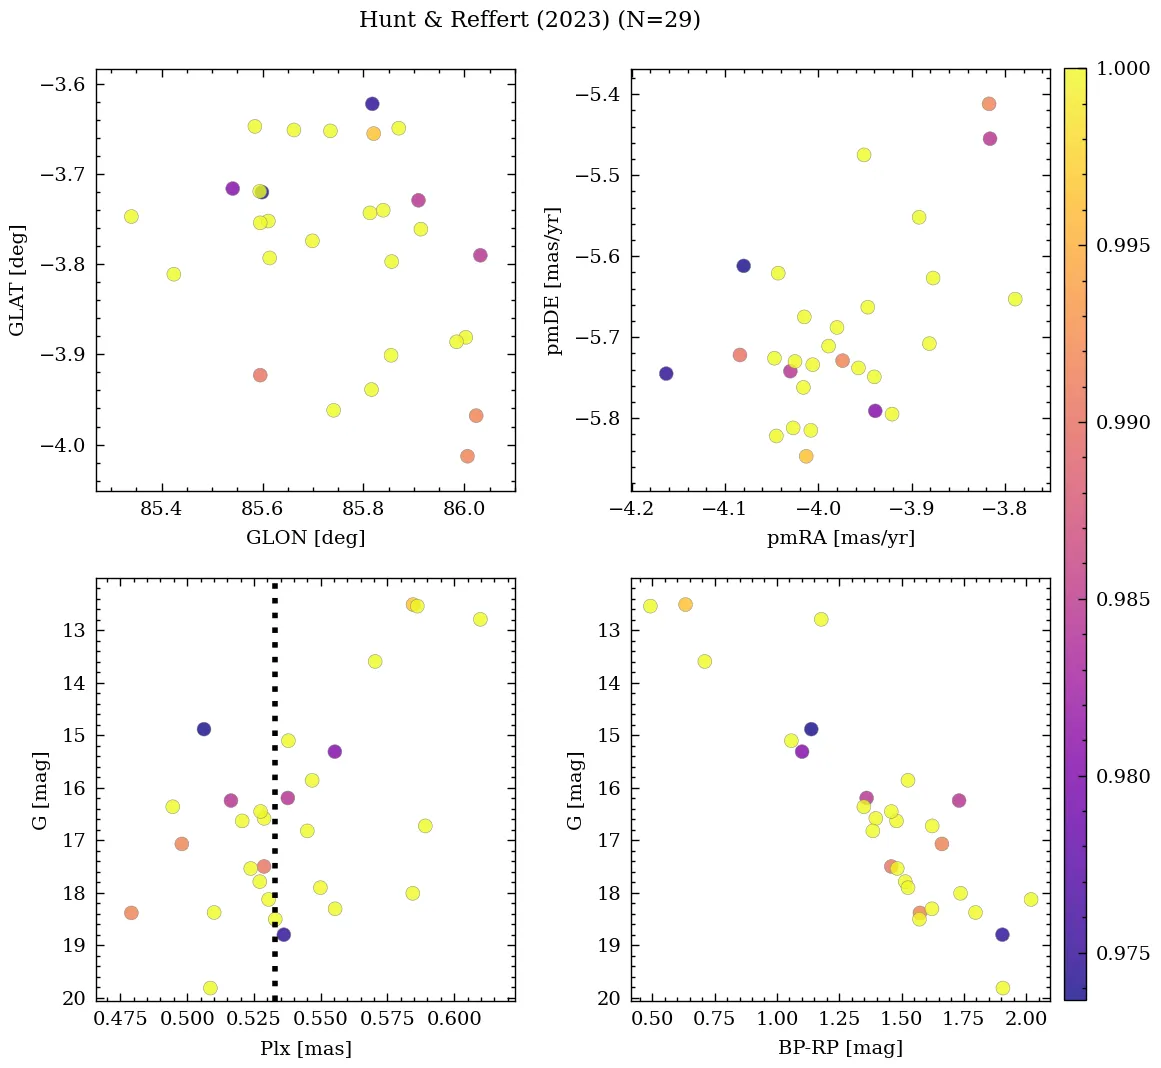 Hunt & Reffert (2023) (N=29)
−3.6
−3.7
−3.8
−3.9
−4.0
GLAT [deg]
85.4 85.6 85.8 86.0
GLON [deg]
−5.4
−5.5
−5.6
−5.7
−5.8
pmDE [mas/yr]
−4.2 −4.1 −4.0 −3.9 −3.8
pmRA [mas/yr]
1.000
0.995
0.990
0.985
0.980
0.975
13
14
15
16
17
18
19
20
G [mag]
0.475 0.500 0.525 0.550 0.575 0.600
Plx [mas]
13
14
15
16
17
18
19
20
G [mag]
0.50 0.75 1.00 1.25 1.50 1.75 2.00
BP-RP [mag]